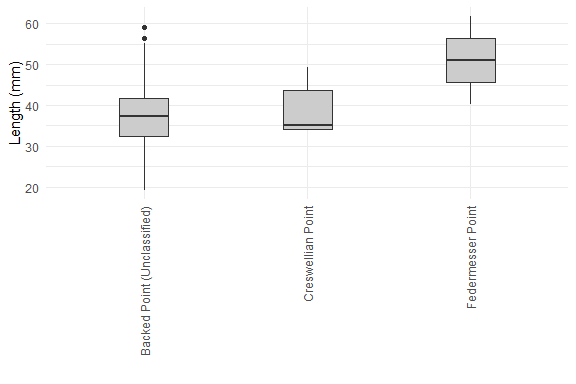 Length (mm)
60
50
40
30
20
Backed Point (Unclassified)
Creswellian Point
Federmesser Point